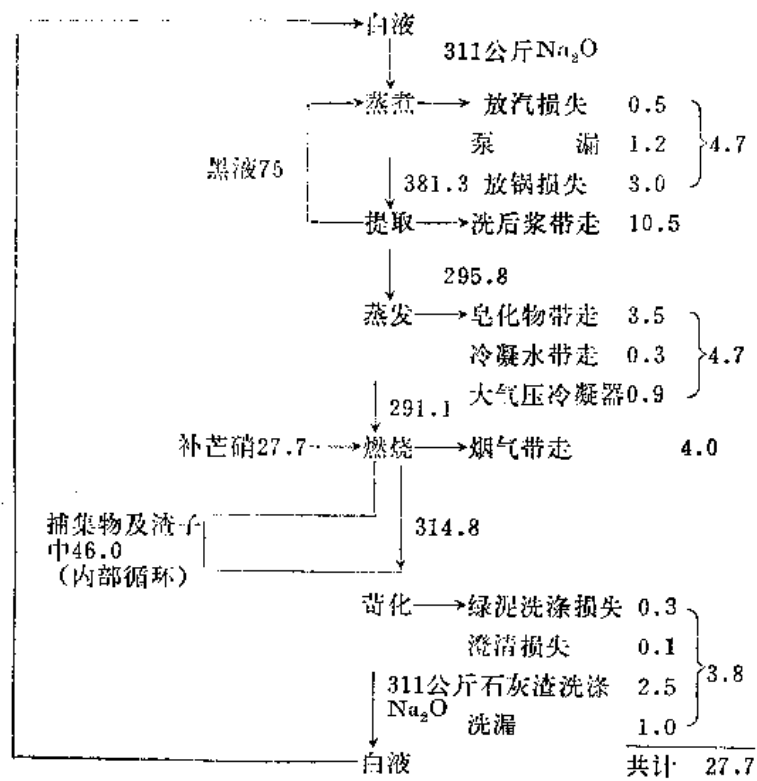 白液
311公斤Na₂O
蒸煮 放汽损失 0.5
泵 漏 1.2 4.7
黑液75
381.3 放锅损失 3.0
提取 洗后浆带走 10.5
295.8
蒸发 皂化物带走 3.5
冷凝水带走 0.3 4.7
大气压冷凝器0.9
291.1
补芒硝27.7 燃烧 烟气带走 4.0
捕集物及渣子
中46.0
(内部循环)
314.8
苛化 绿泥洗涤损失 0.3
澄清损失 0.1
3.8
311公斤石灰渣洗涤 2.5
Na₂O 洗漏 1.0
白液 共计 27.7